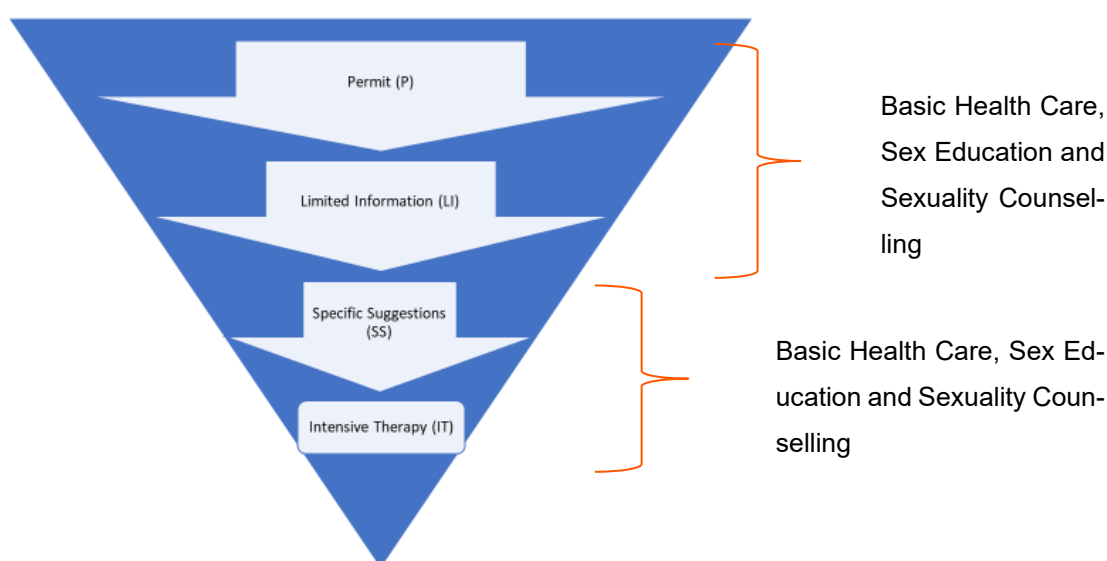 Permit (P)
Limited Information (LI)
Specific Suggestions
(SS)
Intensive Therapy (IT)
Basic Health Care,
Sex Education and
Sexuality Counsel-
ling
Basic Health Care, Sex Ed-
ucation and Sexuality Coun-
selling